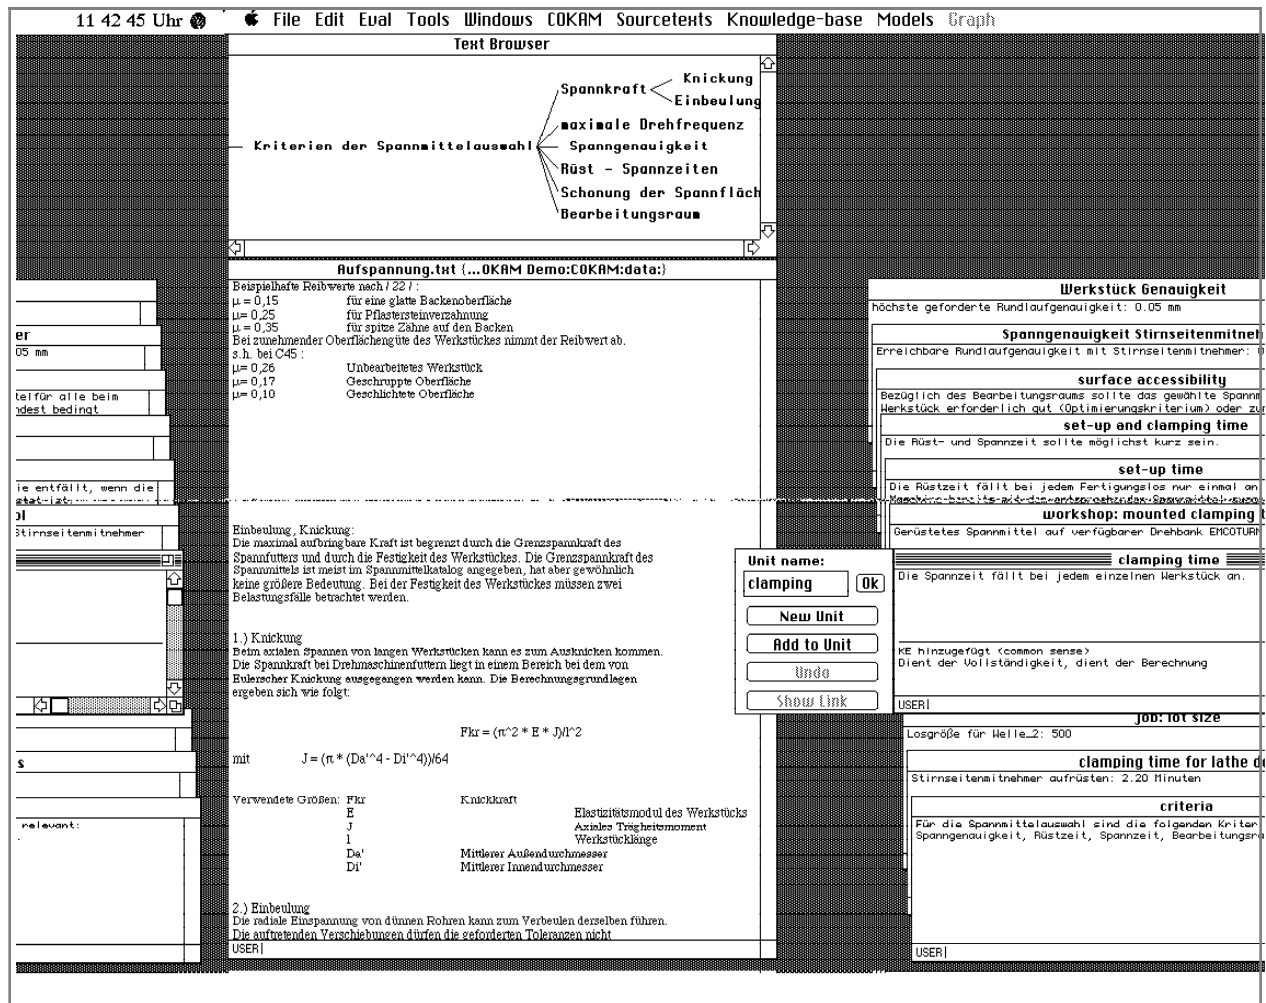 11 42 45 Uhr File Edit Eval Tools Windows COKAM Sourcetexts Knowledge-base Models Graph
Text Browser
Kriterien der Spannmittelauswahl
Spannkraft
Knickung
Einbeulung
maximale Drehfrequenz
Spanngenauigkeit
Rüst - Spannzeiten
Schonung der Spannfläch
Bearbeitungsraum
Aufspannung.txt {...OKAM Demo:COKAM:data:}
Beispielhafte Reibwerte nach / 22 / :
μ = 0,15 für eine glatte Backenoberfläche
μ= 0,25 für Pflastersteinverzahnung
μ = 0,35 für spitze Zähne auf den Backen
Bei zunehmender Oberflächengüte des Werkstückes nimmt der Reibwert ab.
s.h. bei C45 :
μ= 0,26 Unbearbeitetes Werkstück
μ= 0,17 Geschruppte Oberfläche
μ= 0,10 Geschlichtete Oberfläche
Einbeulung , Knickung:
Die maximal aufbringbare Kraft ist begrenzt durch die Grenzspannkraft des
Spannfutters und durch die Festigkeit des Werkstückes. Die Grenzspannkraft des
Spannmittels ist meist im Spannmittelkatalog angegeben, hat aber gewöhnlich
keine größere Bedeutung. Bei der Festigkeit des Werkstückes müssen zwei
Belastungsfälle betrachtet werden.
1.) Knickung
Beim axialen Spannen von langen Werkstücken kann es zum Ausknicken kommen.
Die Spannkraft bei Drehmaschinenfuttern liegt in einem Bereich bei dem von
Eulerscher Knickung ausgegangen werden kann. Die Berechnungsgrundlagen
ergeben sich wie folgt:
Fkr = (π^2 * E * J)/l^2
mit J = (π * (Da'^4 - Di'^4))/64
Verwendete Größen: Fkr Knickkraft
E Elastizitätsmodul des Werkstücks
J Axiales Trägheitsmoment
l Werkstücklänge
Da' Mittlerer Außendurchmesser
Di' Mittlerer Innendurchmesser
2.) Einbeulung
Die radiale Einspannung von dünnen Rohren kann zum Verbeulen derselben führen.
Die auftretenden Verschiebungen dürfen die geforderten Toleranzen nicht
USER
er
05 mm
telfür alle beim
ndest bedingt
ie entfällt, wenn die
stat ist.
ol
Stirnseitenmitnehmer
s
relevant:
Unit name:
clamping Ok
New Unit
Add to Unit
Undo
Show Link
Werkstück Genauigkeit
höchste geforderte Rundlaufgenauigkeit: 0.05 mm
Spanngenauigkeit Stirnseitenmitneh
Erreichbare Rundlaufgenauigkeit mit Stirnseitenmitnehmer:
surface accessibility
Bezüglich des Bearbeitungsraums sollte das gewählte Spannm
Werkstück erforderlich gut (Optimierungskriterium) oder zu
set-up and clamping time
Die Rüst- und Spannzeit sollte möglichst kurz sein.
set-up time
Die Rüstzeit fällt bei jedem Fertigungslos nur einmal an
Maschine bereits mit dem entsprechenden Spannmittel
workshop: mounted clamping t
Gerüstetes Spannmittel auf verfügbarer Drehbank EMCOTURN
clamping time
Die Spannzeit fällt bei jedem einzelnen Werkstück an.
KE hinzugefügt (common sense)
Dient der Vollständigkeit, dient der Berechnung
USER
job: lot size
Losgröße für Welle_2: 500
clamping time for lathe do
Stirnseitenmitnehmer aufrüsten: 2.20 Minuten
criteria
Für die Spannmittelauswahl sind die folgenden Kriter
Spanngenauigkeit, Rüstzeit, Spannzeit, Bearbeitungsra
USER